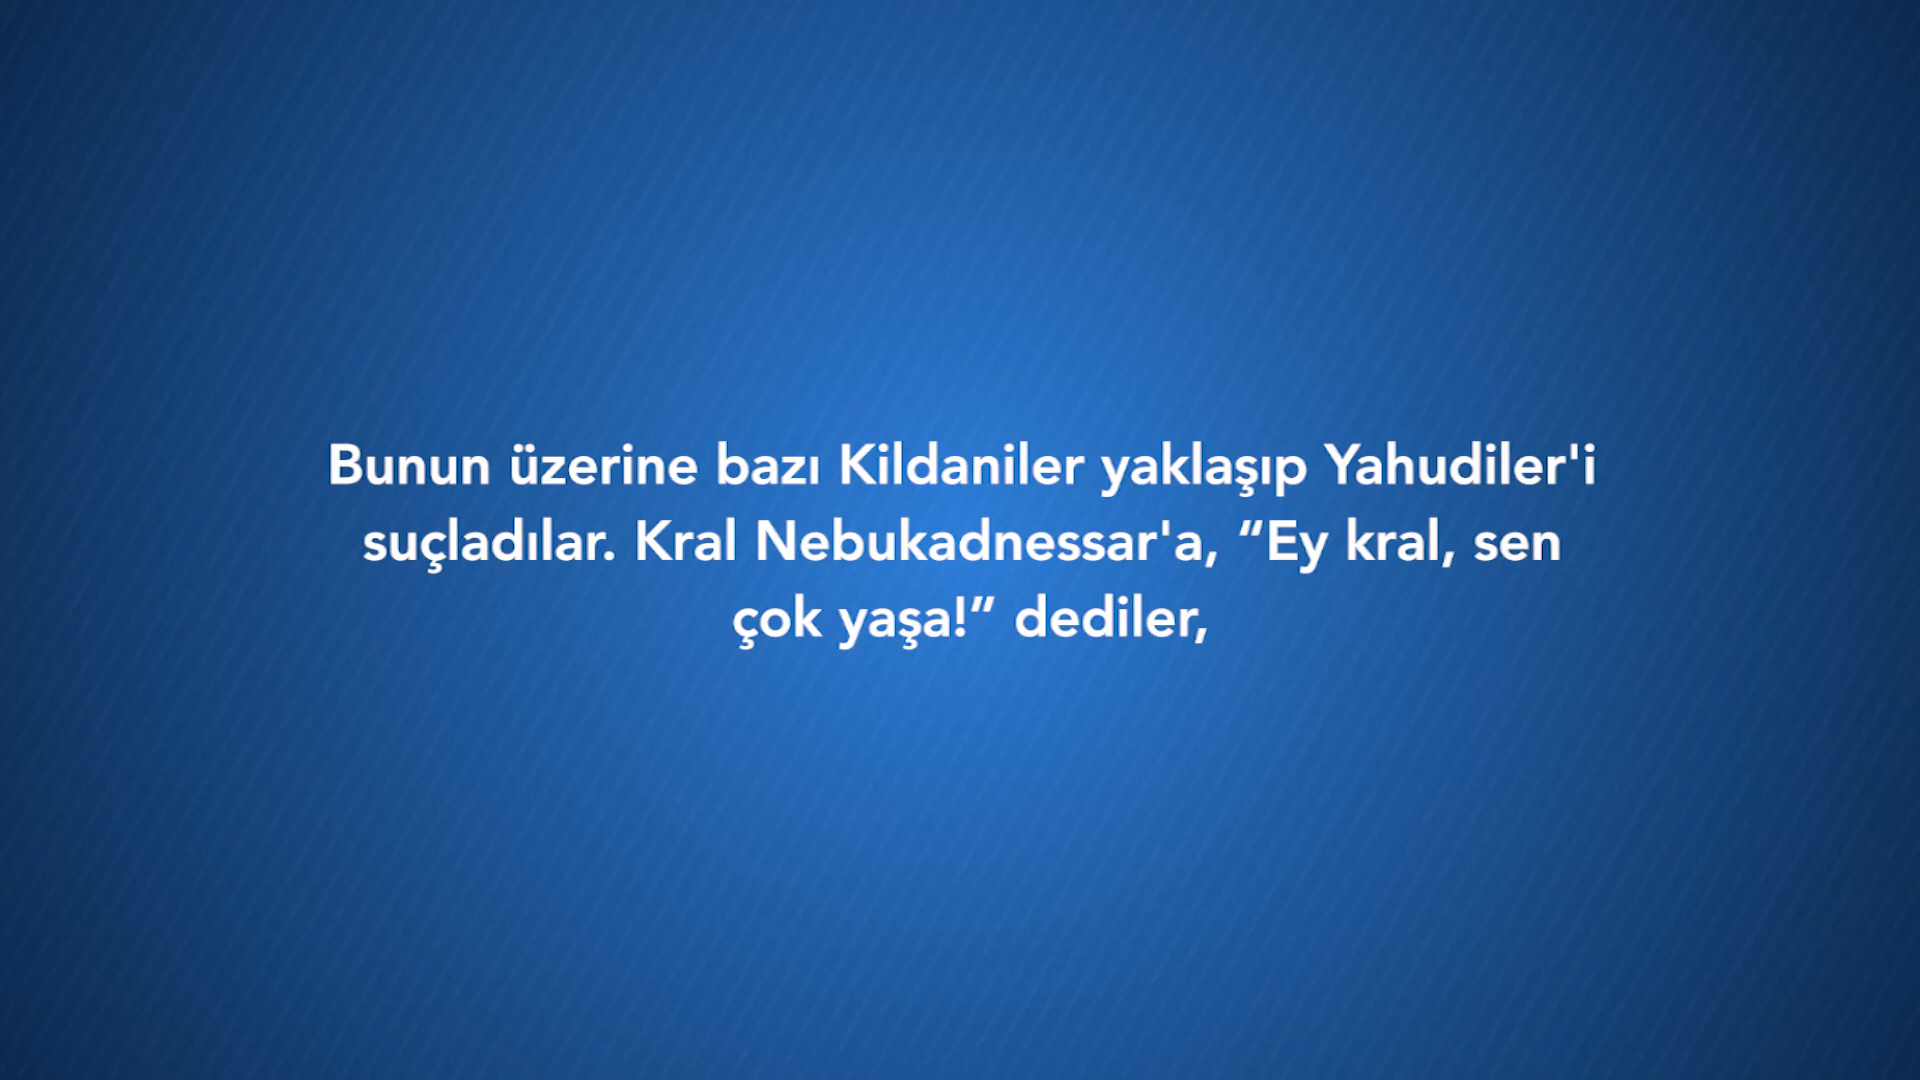 Bunun üzerine bazı Kildaniler yaklaşıp Yahudiler'i
suçladılar. Kral Nebukadnessar'a, “Ey kral, sen
çok yaşa!” dediler,